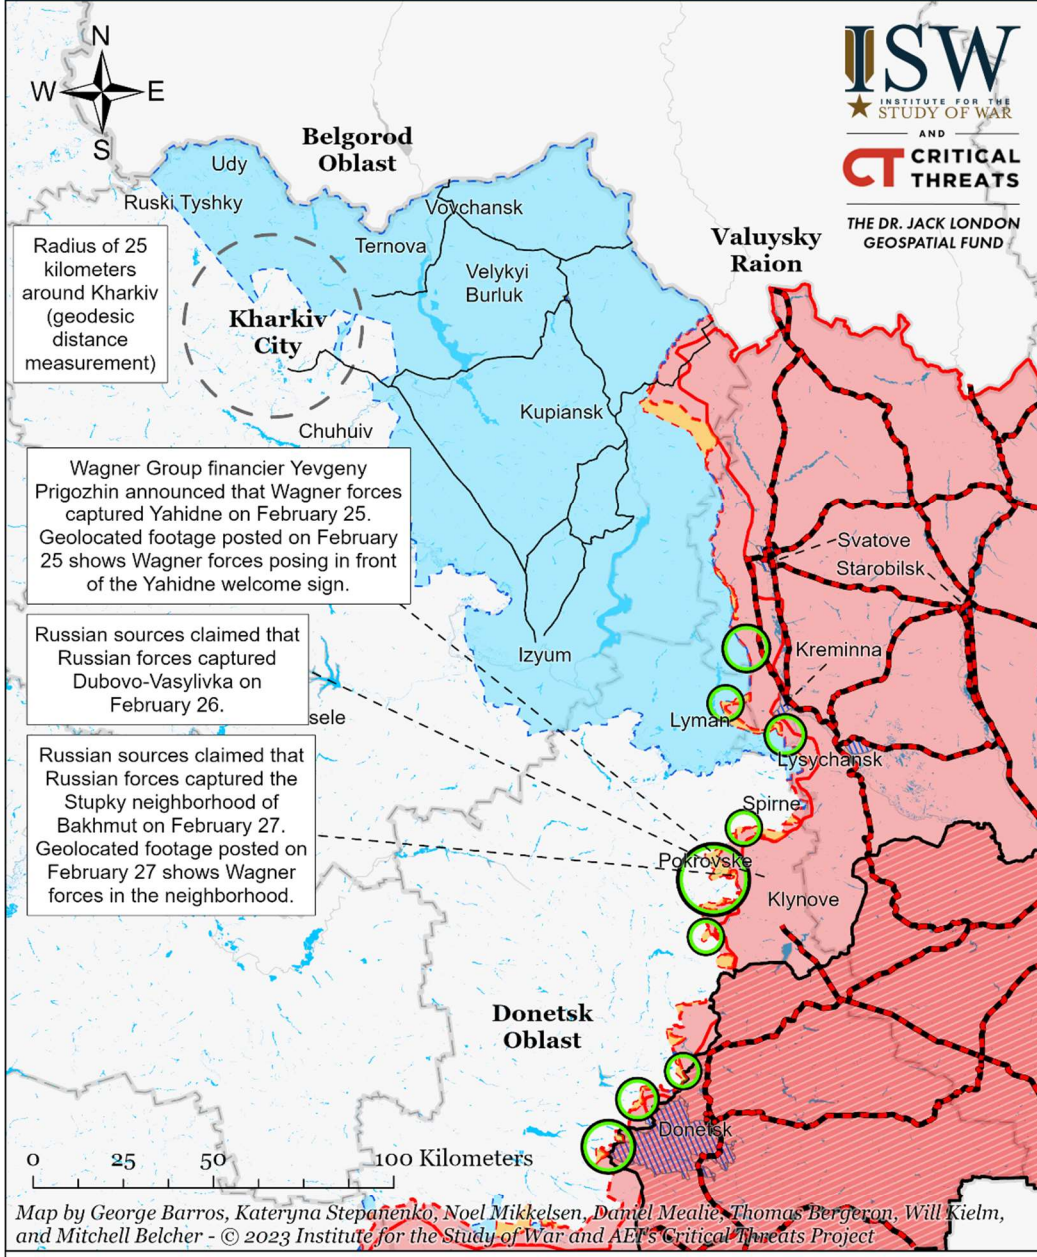 N
W E
S
ISW
INSTITUTE FOR THE
STUDY OF WAR
AND
CT CRITICAL
THREATS
THE DR. JACK LONDON
GEOSPATIAL FUND
Belgorod
Oblast
Udy
Ruski Tyshky
Vovchansk
Ternova
Velykyi
Burluk
Valuysky
Raion
Radius of 25
kilometers
around Kharkiv
(geodesic
distance
measurement)
Kharkiv
City
Kupiansk
Chuhuiv
Wagner Group financier Yevgeny
Prigozhin announced that Wagner forces
captured Yahidne on February 25.
Geolocated footage posted on February
25 shows Wagner forces posing in front
of the Yahidne welcome sign.
Svatove
Starobilsk
Russian sources claimed that
Russian forces captured
Dubovo-Vasylivka on
February 26.
Izyum
Kreminna
sele
Lyman
Lysychansk
Russian sources claimed that
Russian forces captured the
Stupky neighborhood of
Bakhmut on February 27.
Geolocated footage posted on
February 27 shows Wagner
forces in the neighborhood.
Spirne
Pokrovske
Klynove
Donetsk
Oblast
Donetsk
0 25 50 100 Kilometers
Map by George Barros, Kateryna Stepanenko, Noel Mikkelsen, Daniel Mealie, Thomas Bergeron, Will Kielm,
and Mitchell Belcher - © 2023 Institute for the Study of War and AEI's Critical Threats Project